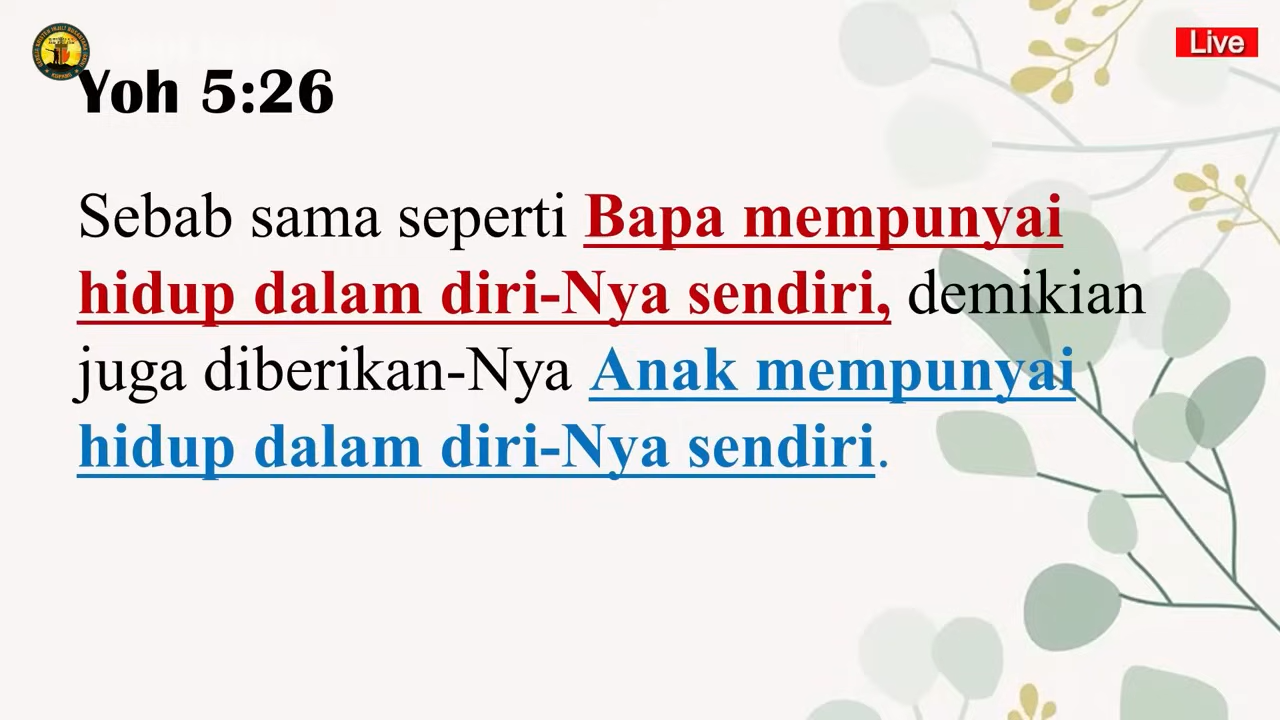 Live
Yoh 5:26
Sebab sama seperti Bapa mempunyai
hidup dalam diri-Nya sendiri, demikian
juga diberikan-Nya Anak mempunyai
hidup dalam diri-Nya sendiri.